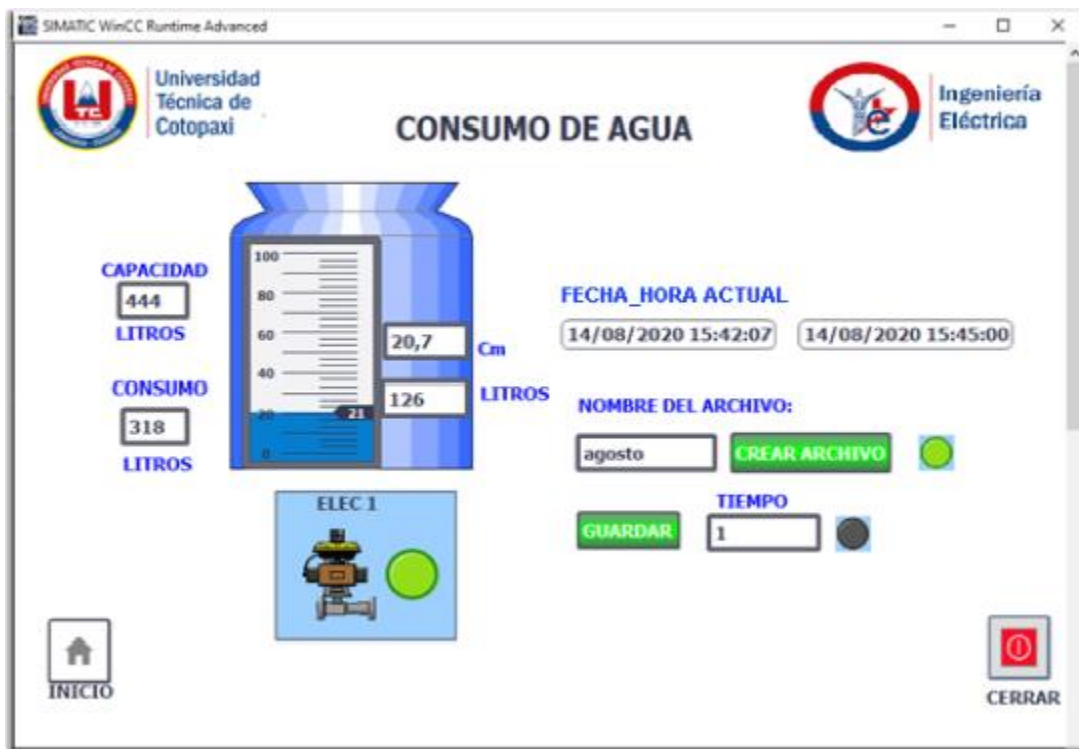 SIMATIC WinCC Runtime Advanced
Universidad
Técnica de
Cotopaxi
CONSUMO DE AGUA
Ingeniería
Eléctrica
CAPACIDAD
444
LITROS
CONSUMO
318
LITROS
100
80
60
40
20
0
21
20,7 Cm
126 LITROS
ELEC 1
FECHA_HORA ACTUAL
14/08/2020 15:42:07 14/08/2020 15:45:00
NOMBRE DEL ARCHIVO:
agosto CREAR ARCHIVO
TIEMPO
GUARDAR 1
INICIO
CERRAR